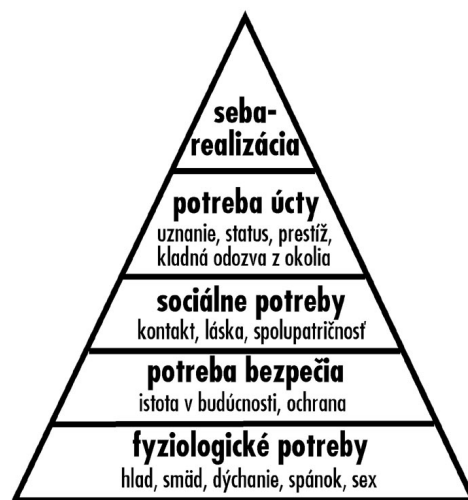 seba-
realizácia
potreba úcty
uznanie, status, prestíž,
kladná odozva z okolia
sociálne potreby
kontakt, láska, spolupatričnosť
potreba bezpečia
istota v budúcnosti, ochrana
fyziologické potreby
hlad, smäd, dýchanie, spánok, sex